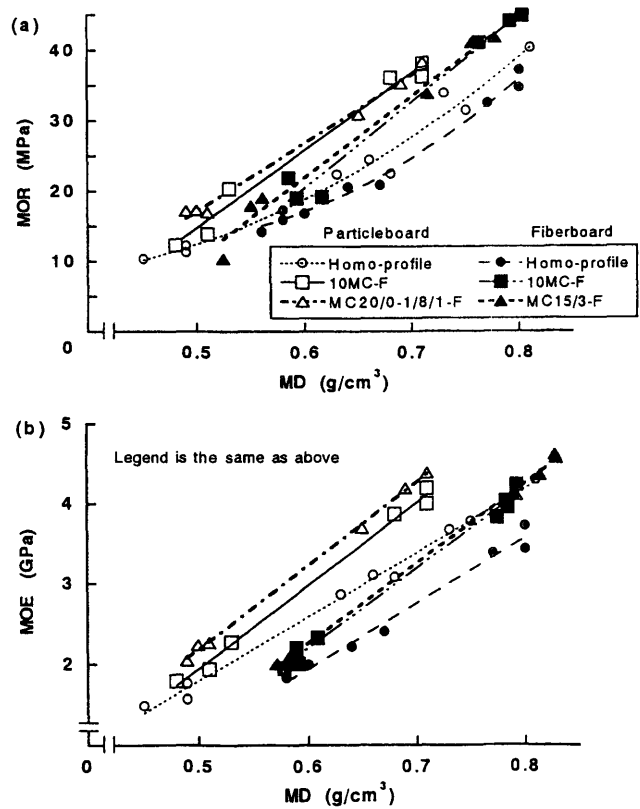 (a)
MOR (MPa)
40
30
20
10
0
Particleboard Fiberboard
Homo-profile Homo-profile
10MC-F 10MC-F
MC20/0-1/8/1-F MC15/3-F
0.5 0.6 0.7 0.8
MD (g/cm³)
(b)
Legend is the same as above
MOE (GPa)
5
4
3
2
0
0.5 0.6 0.7 0.8
MD (g/cm³)